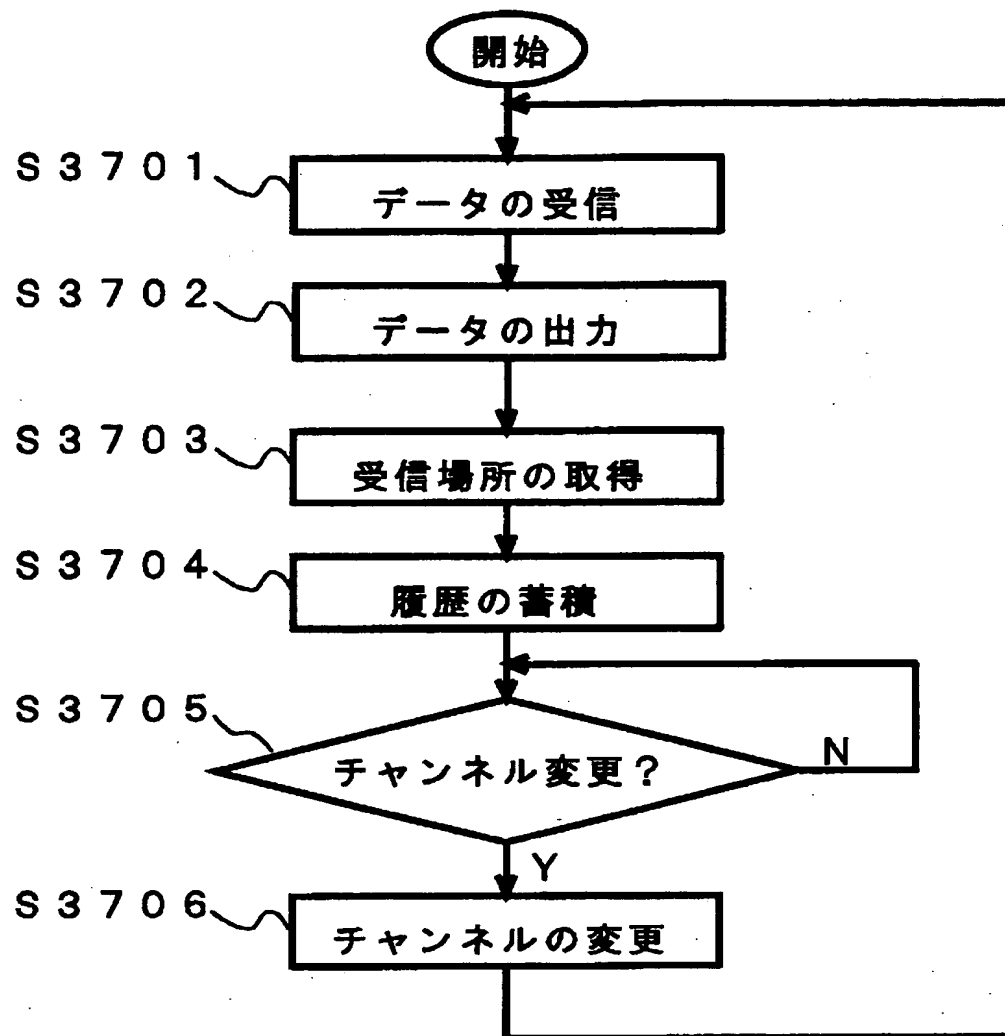 開始
S3701
データの受信
S3702
データの出力
S3703
受信場所の取得
S3704
履歴の蓄積
S3705
チャンネル変更？
N
Y
S3706
チャンネルの変更